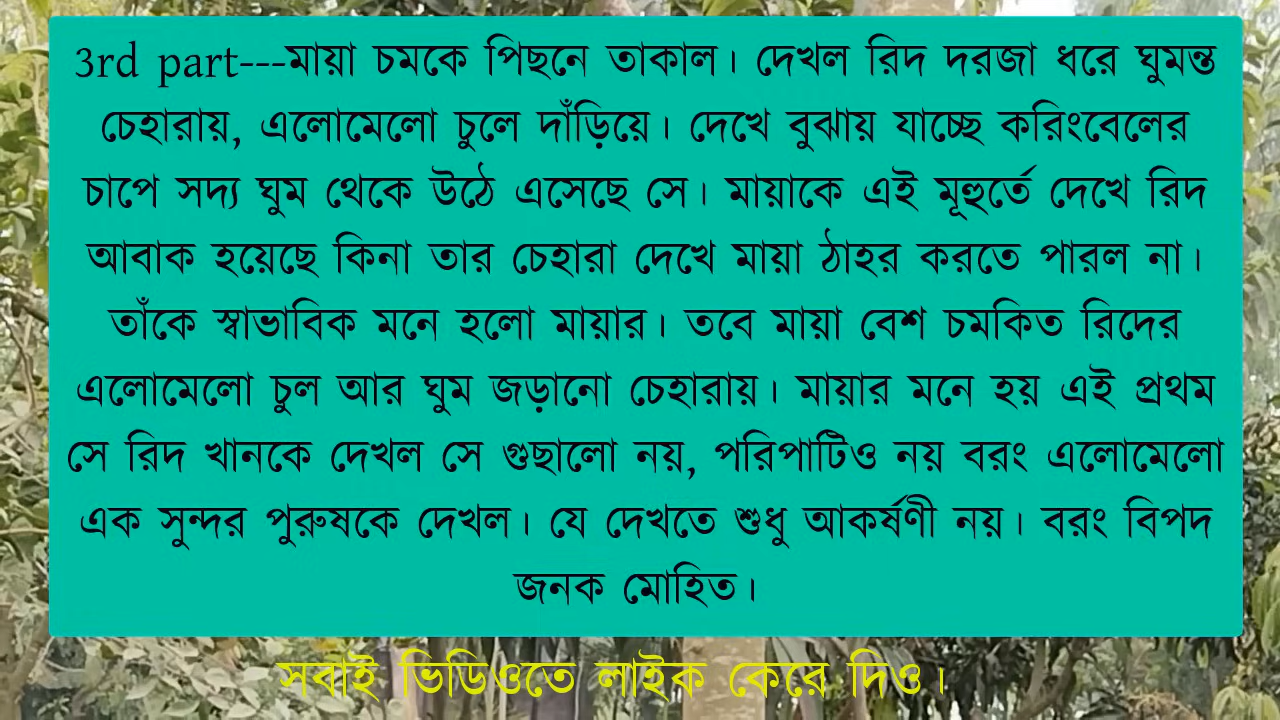 3rd part---মায়া চমকে পিছনে তাকাল। দেখল রিদ দরজা ধরে ঘুমন্ত
চেহারায়, এলোমেলো চুলে দাঁড়িয়ে। দেখে বুঝায় যাচ্ছে করিংবেলের
চাপে সদ্য ঘুম থেকে উঠে এসেছে সে। মায়াকে এই মূহুর্তে দেখে রিদ
আবাক হয়েছে কিনা তার চেহারা দেখে মায়া ঠাহর করতে পারল না।
তাঁকে স্বাভাবিক মনে হলো মায়ার। তবে মায়া বেশ চমকিত রিদের
এলোমেলো চুল আর ঘুম জড়ানো চেহারায়। মায়ার মনে হয় এই প্রথম
সে রিদ খানকে দেখল সে গুছালো নয়, পরিপাটিও নয় বরং এলোমেলো
এক সুন্দর পুরুষকে দেখল। যে দেখতে শুধু আকর্ষণী নয়। বরং বিপদ
জনক মোহিত।
সবাই ভিডিওতে লাইক কেরে দিও।